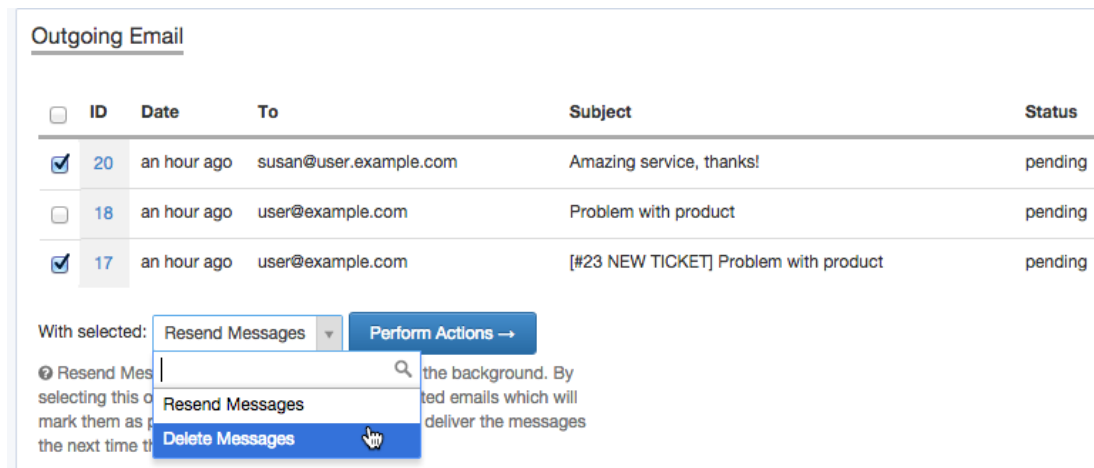 Outgoing Email
ID Date To Subject Status
20 an hour ago susan@user.example.com Amazing service, thanks! pending
18 an hour ago user@example.com Problem with product pending
17 an hour ago user@example.com [#23 NEW TICKET] Problem with product pending
With selected: Resend Messages Perform Actions →
Resend Mes the background. By
selecting this o ted emails which will
Resend Messages
mark them as p deliver the messages
Delete Messages
the next time th